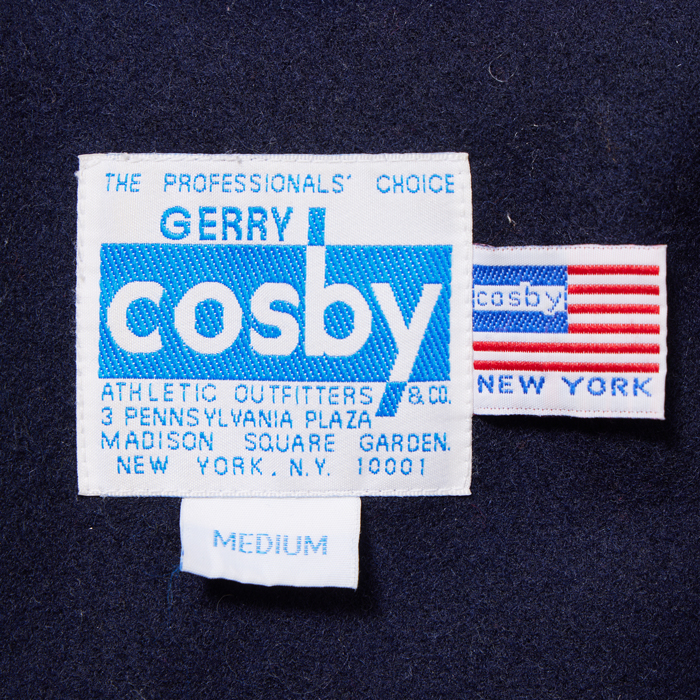 THE PROFESSIONALS' CHOICE
GERRY
cosby
ATHLETIC OUTFITTERS & CO.
3 PENNSYLVANIA PLAZA
MADISON SQUARE GARDEN.
NEW YORK. N.Y. 10001
cosby
NEW YORK
MEDIUM